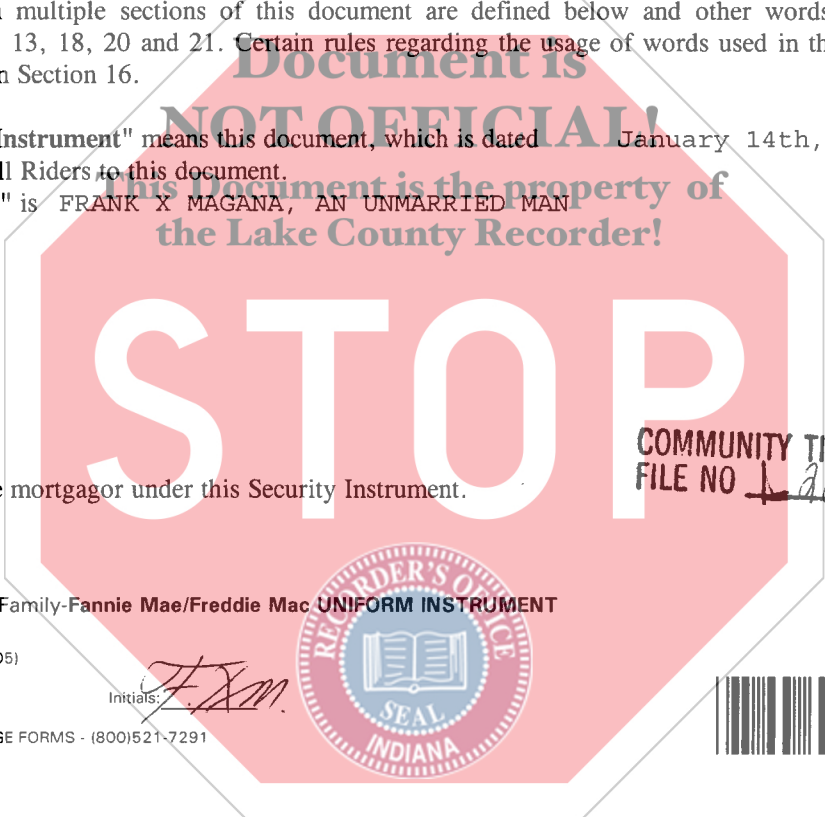 multiple sections of this document are defined below and other words
13, 18, 20 and 21. Certain rules regarding the usage of words used in
Section 16.
Document is
NOT OFFICIAL!
Instrument" means this document, which is dated January 14th,
Riders to this document.
This Document is the property of
" is FRANK X MAGANA, AN UNMARRIED MAN
the Lake County Recorder!
STOP
COMMUNITY
FILE NO
mortgagor under this Security Instrument.
Family-Fannie Mae/Freddie Mac UNIFORM INSTRUMENT
RECORDER'S OFFICE
05)
Initials: F.X.M.
SEAL
FORMS - (800)521-7291
INDIANA